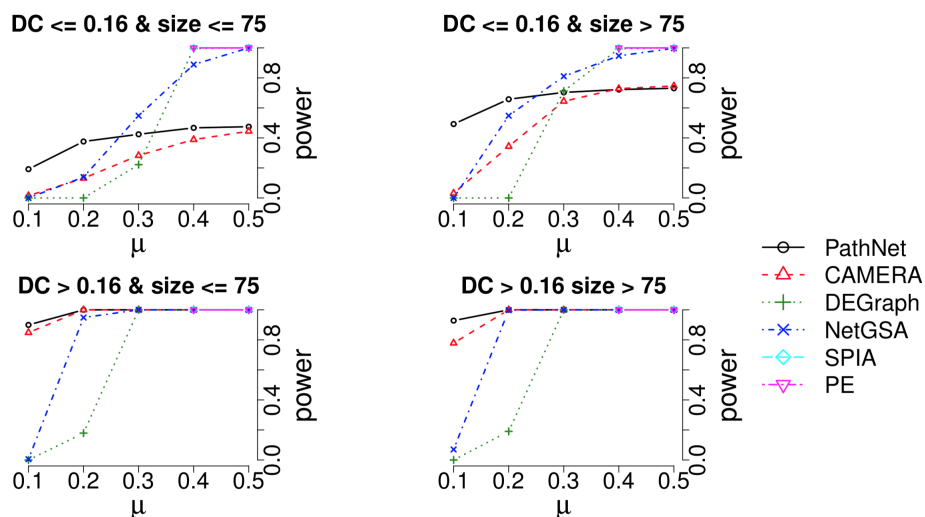 DC <= 0.16 & size <= 75
DC <= 0.16 & size > 75
0.0 0.4 0.8
power
0.1 0.2 0.3 0.4 0.5
μ
0.0 0.4 0.8
power
0.1 0.2 0.3 0.4 0.5
μ
DC > 0.16 & size <= 75
DC > 0.16 size > 75
0.0 0.4 0.8
power
0.1 0.2 0.3 0.4 0.5
μ
0.0 0.4 0.8
power
0.1 0.2 0.3 0.4 0.5
μ
PathNet
CAMERA
DEGraph
NetGSA
SPIA
PE